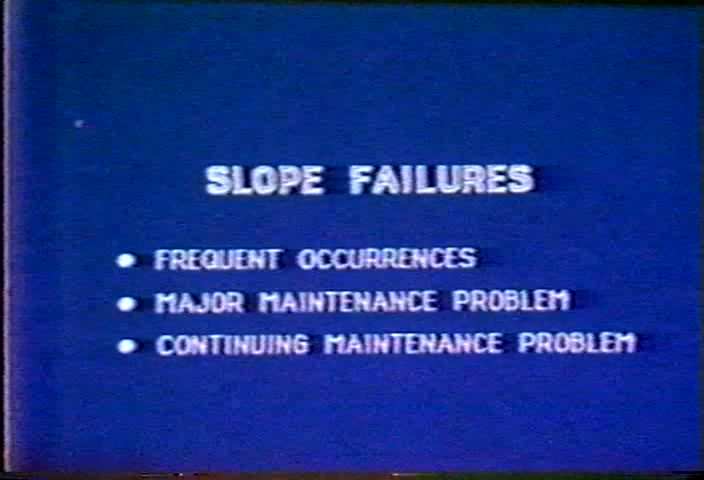 SLOPE FAILURES
• FREQUENT OCCURRENCES
• MAJOR MAINTENANCE PROBLEM
• CONTINUING MAINTENANCE PROBLEM